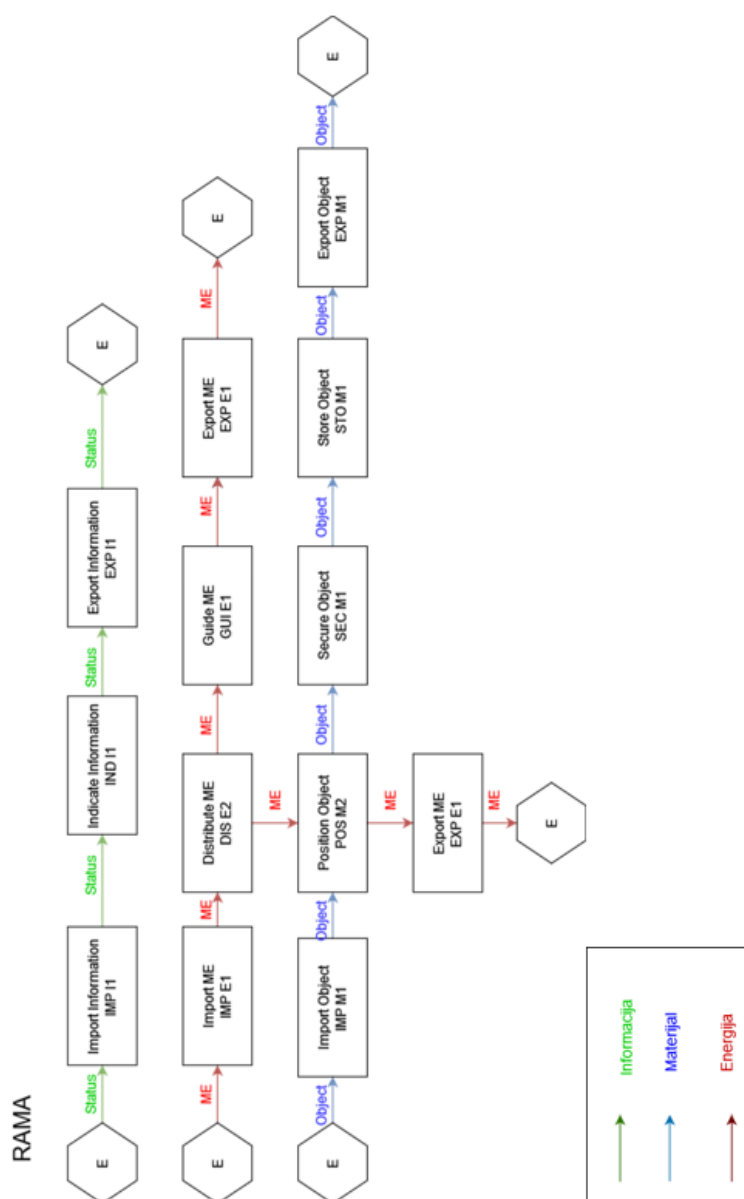 RAMA
E
Status
Import Information
IMP I1
Status
Indicate Information
IND I1
Status
Export Information
EXP I1
Status
E
E
ME
Import ME
IMP E1
ME
Distribute ME
DIS E2
ME
Guide ME
GUI E1
ME
Export ME
EXP E1
ME
E
ME
E
Object
Import Object
IMP M1
Object
Position Object
POS M2
Object
Secure Object
SEC M1
Object
Store Object
STO M1
Object
Export Object
EXP M1
Object
E
ME
Export ME
EXP E1
ME
E
Informacija
Materijal
Energija